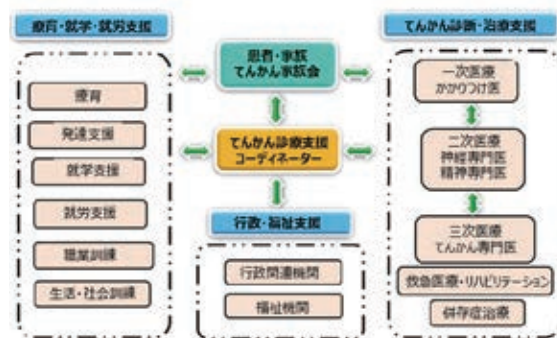 療育・就学・就労支援
療育
発達支援
就学支援
就労支援
職業訓練
生活・社会訓練
患者・家族
てんかん家族会
てんかん診療支援
コーディネーター
行政・福祉支援
行政関連機関
福祉機関
てんかん診断・治療支援
一次医療
かかりつけ医
二次医療
神経専門医
精神専門医
三次医療
てんかん専門医
救急医療・リハビリテーション
併存症治療